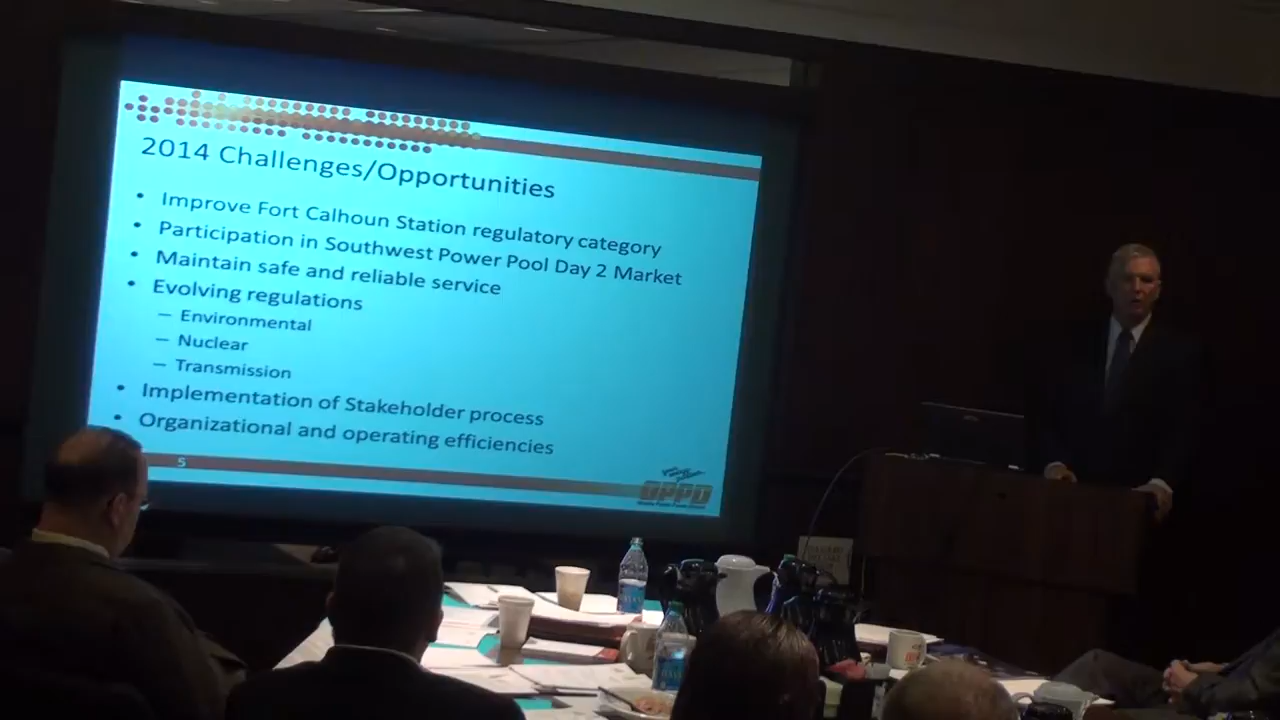 2014 Challenges/Opportunities
• Improve Fort Calhoun Station regulatory category
• Participation in Southwest Power Pool Day 2 Market
• Maintain safe and reliable service
• Evolving regulations
– Environmental
– Nuclear
– Transmission
• Implementation of Stakeholder process
• Organizational and operating efficiencies
5
OPPD